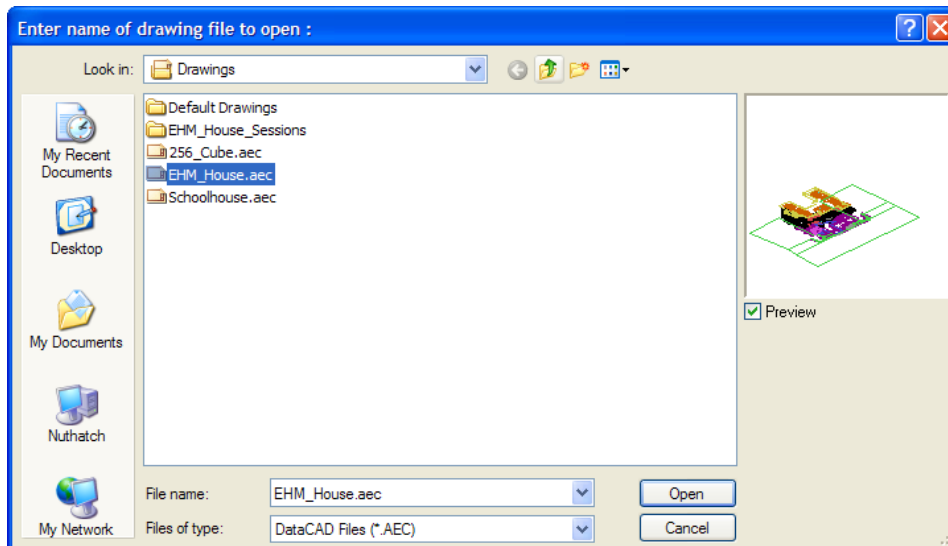 Enter name of drawing file to open :
Look in: Drawings
My Recent
Documents
Desktop
My Documents
Nuthatch
My Network
Default Drawings
EHM_House_Sessions
256_Cube.aec
EHM_House.aec
Schoolhouse.aec
Preview
File name: EHM_House.aec Open
Files of type: DataCAD Files (*.AEC) Cancel